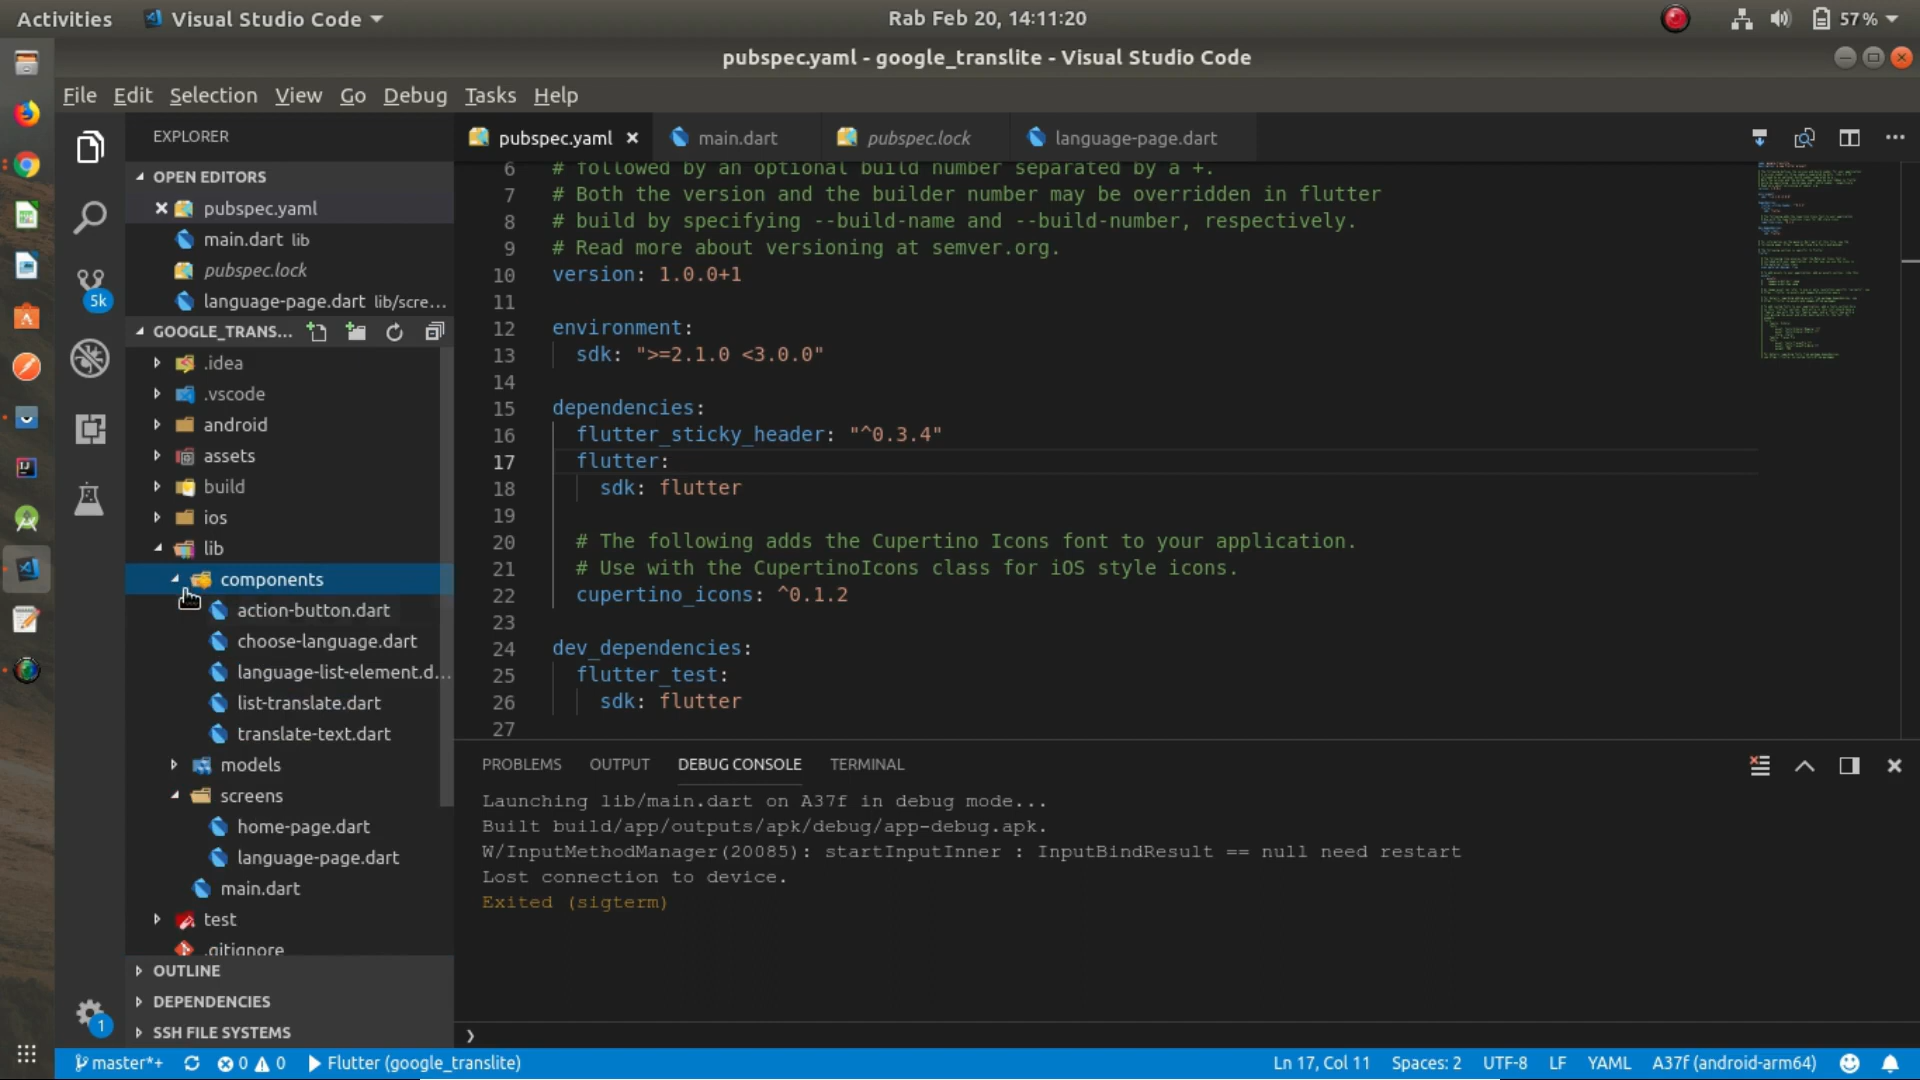 Activities
Visual Studio Code
Rab Feb 20, 14:11:20
57%
pubspec.yaml - google_translite - Visual Studio Code
File Edit Selection View Go Debug Tasks Help
EXPLORER
OPEN EDITORS
pubspec.yaml
main.dart lib
pubspec.lock
language-page.dart lib/scre...
GOOGLE_TRANS...
.idea
.vscode
android
assets
build
ios
lib
components
action-button.dart
choose-language.dart
language-list-element.d...
list-translate.dart
translate-text.dart
models
screens
home-page.dart
language-page.dart
main.dart
test
.gitignore
OUTLINE
DEPENDENCIES
SSH FILE SYSTEMS
5k
1
pubspec.yaml
main.dart
pubspec.lock
language-page.dart
6 # followed by an optional build number separated by a +.
7 # Both the version and the builder number may be overridden in flutter
8 # build by specifying --build-name and --build-number, respectively.
9 # Read more about versioning at semver.org.
10 version: 1.0.0+1
11
12 environment:
13 sdk: ">=2.1.0 <3.0.0"
14
15 dependencies:
16 flutter_sticky_header: "^0.3.4"
17 flutter:
18 sdk: flutter
19
20 # The following adds the Cupertino Icons font to your application.
21 # Use with the CupertinoIcons class for iOS style icons.
22 cupertino_icons: ^0.1.2
23
24 dev_dependencies:
25 flutter_test:
26 sdk: flutter
27
PROBLEMS OUTPUT DEBUG CONSOLE TERMINAL
Launching lib/main.dart on A37f in debug mode...
Built build/app/outputs/apk/debug/app-debug.apk.
W/InputMethodManager(20085): startInputInner : InputBindResult == null need restart
Lost connection to device.
Exited (sigterm)
master*+ 0 0 Flutter (google_translite)
Ln 17, Col 11 Spaces: 2 UTF-8 LF YAML A37f (android-arm64)